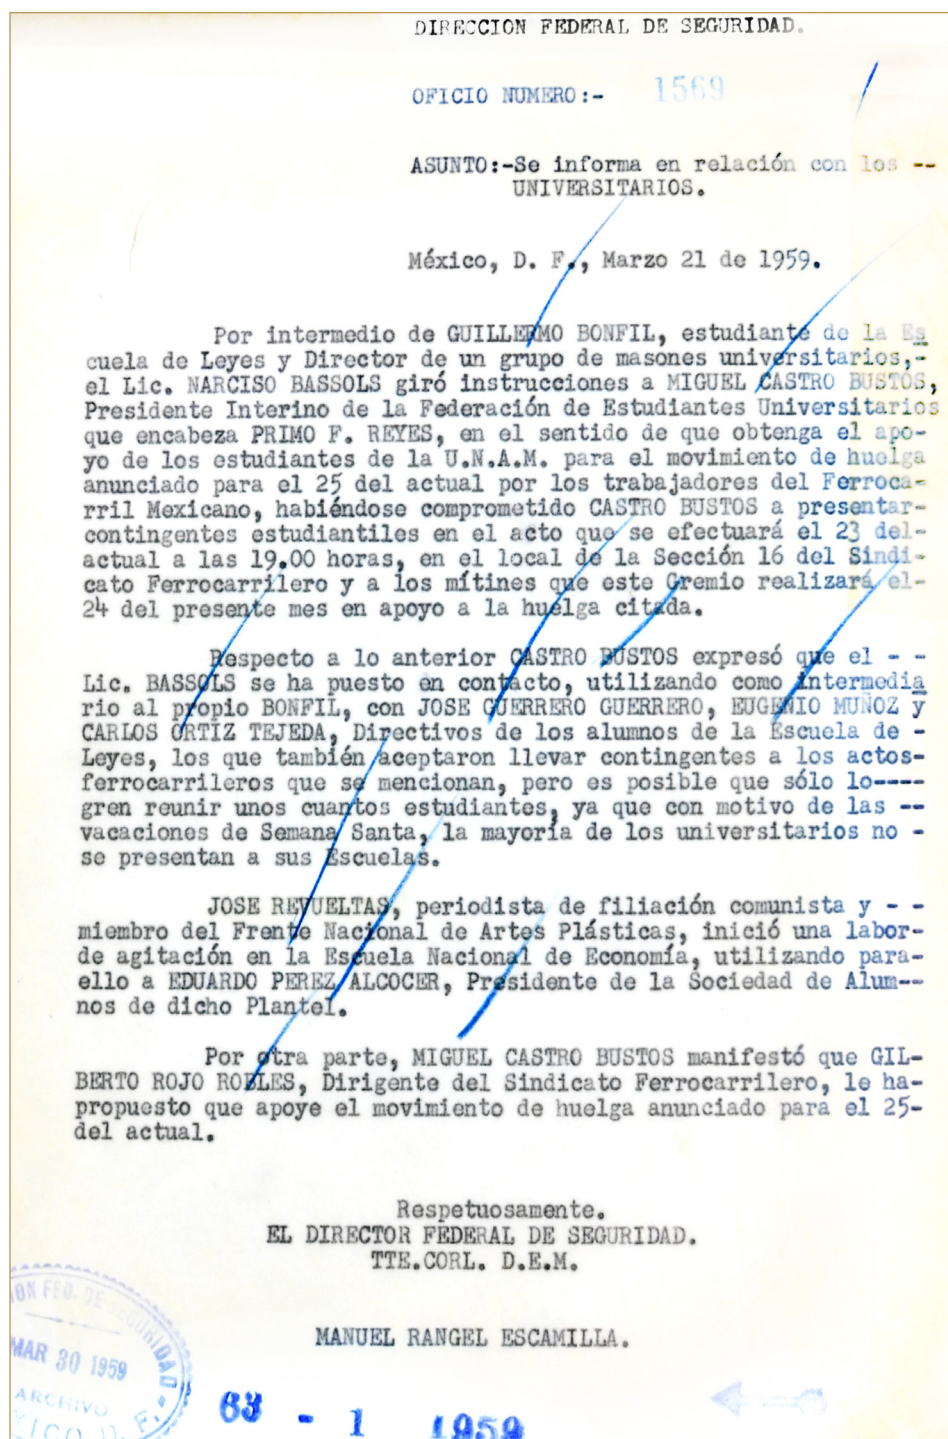 DIRECCION FEDERAL DE SEGURIDAD.
OFICIO NUMERO:- 1569
ASUNTO:-Se informa en relación con los --
UNIVERSITARIOS.
México, D. F., Marzo 21 de 1959.
Por intermedio de GUILLERMO BONFIL, estudiante de la Es
cuela de Leyes y Director de un grupo de masones universitarios,-
el Lic. NARCISO BASSOLS giró instrucciones a MIGUEL CASTRO BUSTOS,
Presidente Interino de la Federación de Estudiantes Universitarios
que encabeza PRIMO F. REYES, en el sentido de que obtenga el apo-
yo de los estudiantes de la U.N.A.M. para el movimiento de huelga
anunciado para el 25 del actual por los trabajadores del Ferroca-
rril Mexicano, habiéndose comprometido CASTRO BUSTOS a presentar-
contingentes estudiantiles en el acto que se efectuará el 23 del-
actual a las 19.00 horas, en el local de la Sección 16 del Sindi-
cato Ferrocarrilero y a los mítines que este Gremio realizará el-
24 del presente mes en apoyo a la huelga citada.
Respecto a lo anterior CASTRO BUSTOS expresó que el - -
Lic. BASSOLS se ha puesto en contacto, utilizando como intermedia
rio al propio BONFIL, con JOSE GUERRERO GUERRERO, EUGENIO MUÑOZ y
CARLOS ORTIZ TEJEDA, Directivos de los alumnos de la Escuela de -
Leyes, los que también aceptaron llevar contingentes a los actos-
ferrocarrileros que se mencionan, pero es posible que sólo lo----
gren reunir unos cuantos estudiantes, ya que con motivo de las --
vacaciones de Semana Santa, la mayoría de los universitarios no -
se presentan a sus Escuelas.
JOSE REVUELTAS, periodista de filiación comunista y - -
miembro del Frente Nacional de Artes Plásticas, inició una labor-
de agitación en la Escuela Nacional de Economía, utilizando para-
ello a EDUARDO PEREZ ALCOCER, Presidente de la Sociedad de Alum--
nos de dicho Plantel.
Por otra parte, MIGUEL CASTRO BUSTOS manifestó que GIL-
BERTO ROJO ROBLES, Dirigente del Sindicato Ferrocarrilero, le ha-
propuesto que apoye el movimiento de huelga anunciado para el 25-
del actual.
Respetuosamente.
EL DIRECTOR FEDERAL DE SEGURIDAD.
TTE.CORL. D.E.M.
MANUEL RANGEL ESCAMILLA.
FED. DE SEGURIDAD
MAR 30 1959
ARCHIVO
D. F.
63 - 1 1959